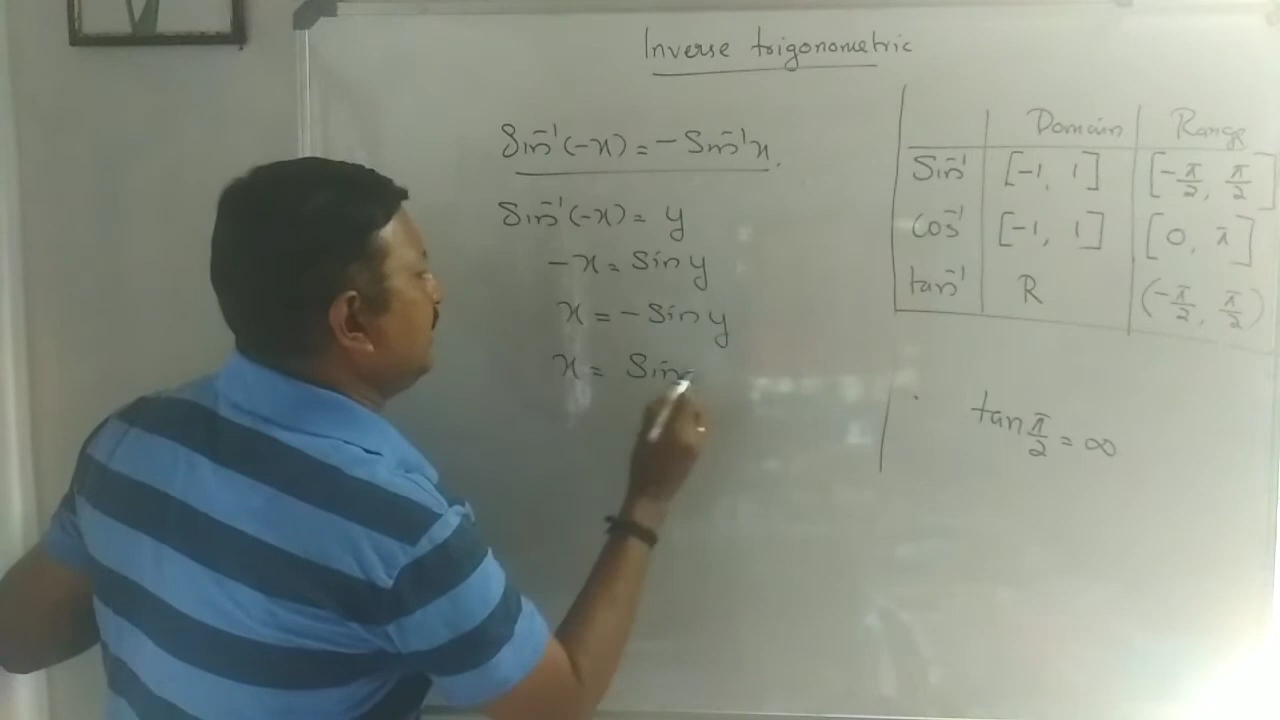 Inverse trigonometric
Sin⁻¹(-x) = -Sin⁻¹x.
Sin⁻¹(-x) = y
-x = Sin y
x = -Sin y
x = Sin
Domain Range
Sin⁻¹ [-1, 1] [-π/2, π/2]
Cos⁻¹ [-1, 1] [0, π]
tan⁻¹ R (-π/2, π/2)
tan π/2 = ∞